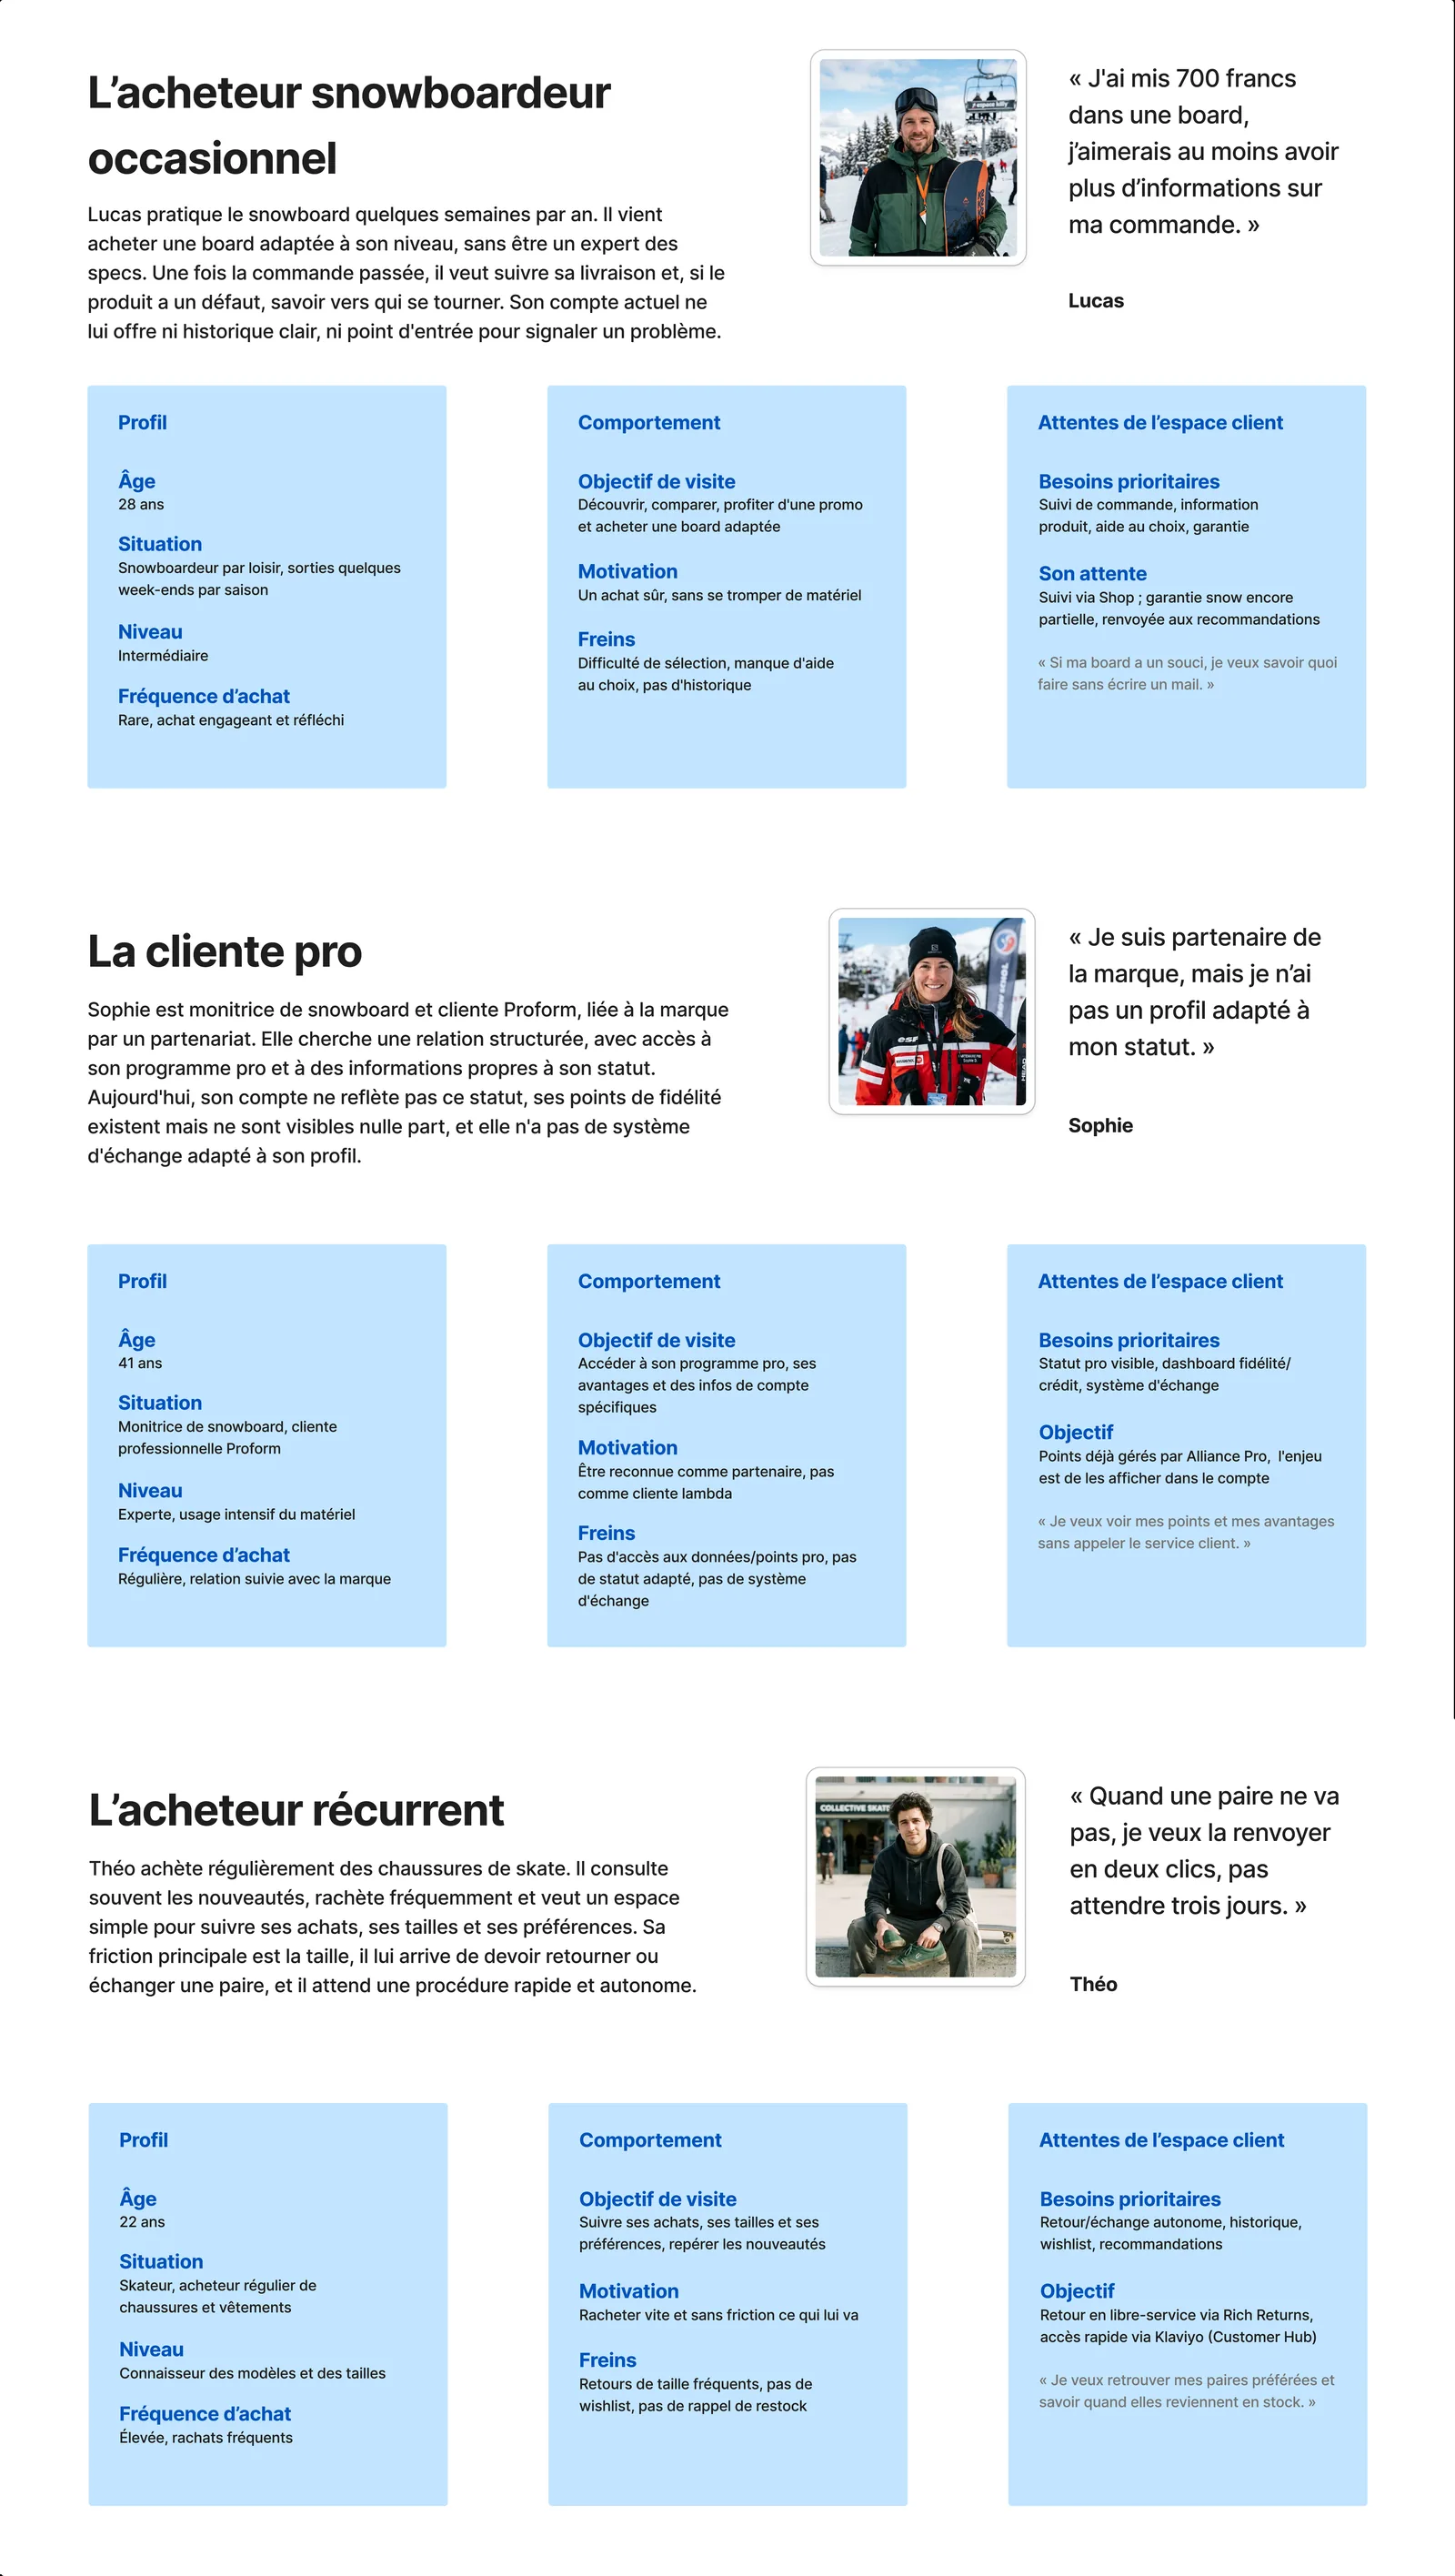 L’acheteur snowboardeur
occasionnel
Lucas pratique le snowboard quelques semaines par an. Il vient
acheter une board adaptée à son niveau, sans être un expert des
specs. Une fois la commande passée, il veut suivre sa livraison et, si le
produit a un défaut, savoir vers qui se tourner. Son compte actuel ne
lui offre ni historique clair, ni point d'entrée pour signaler un problème.
« J'ai mis 700 francs
dans une board,
j’aimerais au moins avoir
plus d’informations sur
ma commande. »
Lucas
Profil
Âge
28 ans
Situation
Snowboardeur par loisir, sorties quelques
week-ends par saison
Niveau
Intermédiaire
Fréquence d’achat
Rare, achat engageant et réfléchi
Comportement
Objectif de visite
Découvrir, comparer, profiter d'une promo
et acheter une board adaptée
Motivation
Un achat sûr, sans se tromper de matériel
Freins
Difficulté de sélection, manque d'aide
au choix, pas d'historique
Attentes de l’espace client
Besoins prioritaires
Suivi de commande, information
produit, aide au choix, garantie
Son attente
Suivi via Shop ; garantie snow encore
partielle, renvoyée aux recommandations
« Si ma board a un souci, je veux savoir quoi
faire sans écrire un mail. »
La cliente pro
Sophie est monitrice de snowboard et cliente Proform, liée à la marque
par un partenariat. Elle cherche une relation structurée, avec accès à
son programme pro et à des informations propres à son statut.
Aujourd'hui, son compte ne reflète pas ce statut, ses points de fidélité
existent mais ne sont visibles nulle part, et elle n'a pas de système
d'échange adapté à son profil.
esf
HEAD
« Je suis partenaire de
la marque, mais je n’ai
pas un profil adapté à
mon statut. »
Sophie
Profil
Âge
41 ans
Situation
Monitrice de snowboard, cliente
professionnelle Proform
Niveau
Experte, usage intensif du matériel
Fréquence d’achat
Régulière, relation suivie avec la marque
Comportement
Objectif de visite
Accéder à son programme pro, ses
avantages et des infos de compte
spécifiques
Motivation
Être reconnue comme partenaire, pas
comme cliente lambda
Freins
Pas d'accès aux données/points pro, pas
de statut adapté, pas de système
d'échange
Attentes de l’espace client
Besoins prioritaires
Statut pro visible, dashboard fidélité/
crédit, système d'échange
Objectif
Points déjà gérés par Alliance Pro,  l'enjeu
est de les afficher dans le compte
« Je veux voir mes points et mes avantages
sans appeler le service client. »
L’acheteur récurrent
Théo achète régulièrement des chaussures de skate. Il consulte
souvent les nouveautés, rachète fréquemment et veut un espace
simple pour suivre ses achats, ses tailles et ses préférences. Sa
friction principale est la taille, il lui arrive de devoir retourner ou
échanger une paire, et il attend une procédure rapide et autonome.
COLLECTIVE SKATE
« Quand une paire ne va
pas, je veux la renvoyer
en deux clics, pas
attendre trois jours. »
Théo
Profil
Âge
22 ans
Situation
Skateur, acheteur régulier de
chaussures et vêtements
Niveau
Connaisseur des modèles et des tailles
Fréquence d’achat
Élevée, rachats fréquents
Comportement
Objectif de visite
Suivre ses achats, ses tailles et ses
préférences, repérer les nouveautés
Motivation
Racheter vite et sans friction ce qui lui va
Freins
Retours de taille fréquents, pas de
wishlist, pas de rappel de restock
Attentes de l’espace client
Besoins prioritaires
Retour/échange autonome, historique,
wishlist, recommandations
Objectif
Retour en libre-service via Rich Returns,
accès rapide via Klaviyo (Customer Hub)
« Je veux retrouver mes paires préférées et
savoir quand elles reviennent en stock. »